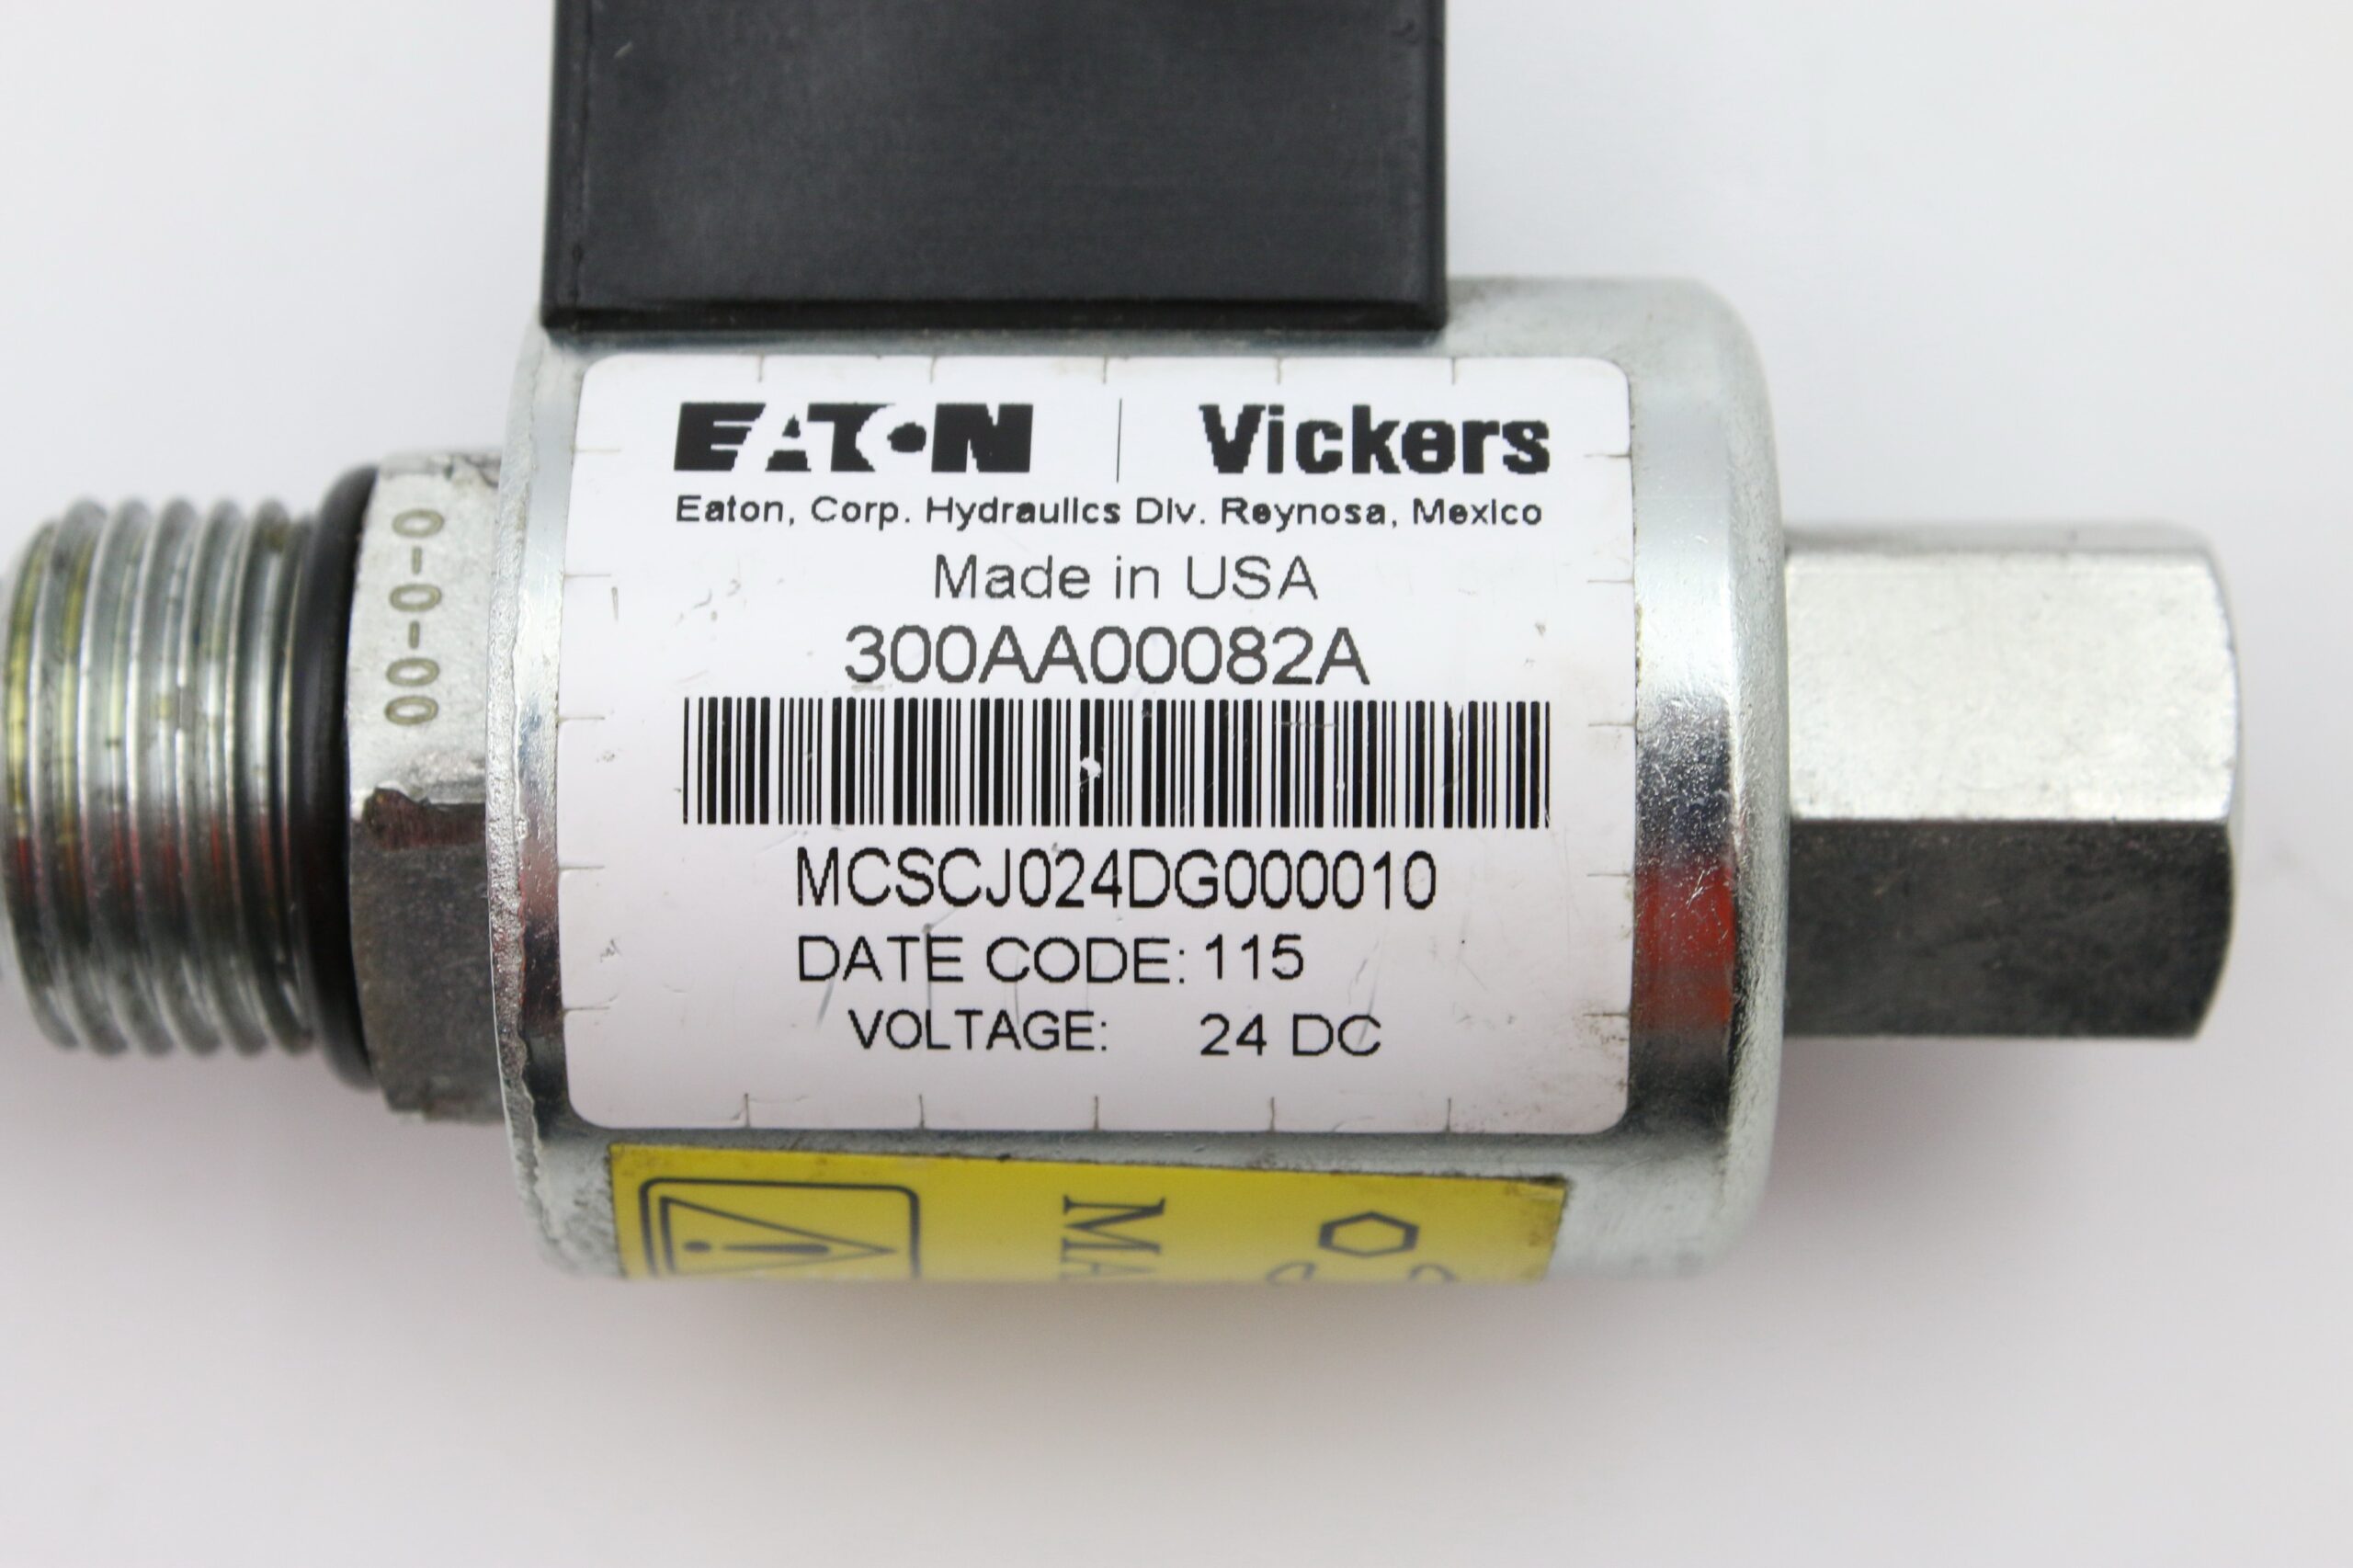 EATON | Vickers
Eaton, Corp. Hydraulics Div. Reynosa, Mexico
Made in USA
300AA00082A
MCSCJ024DG000010
DATE CODE: 115
VOLTAGE: 24 DC
0-0-00